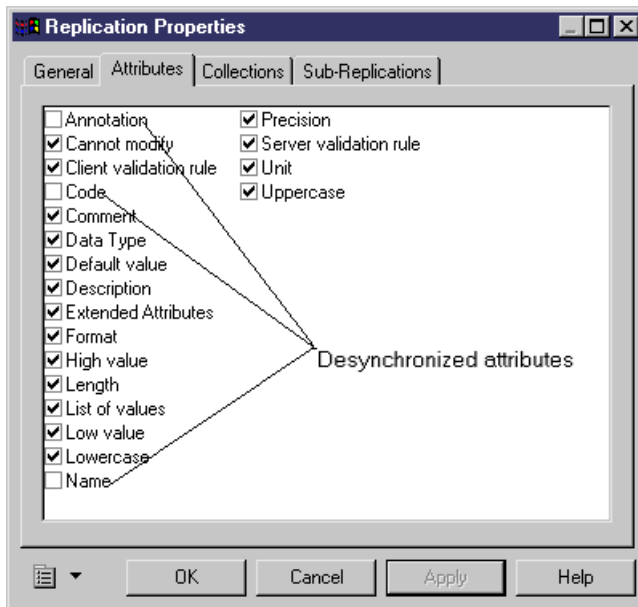 Replication Properties
General Attributes Collections Sub-Replications
Annotation
Cannot modify
Client validation rule
Code
Comment
Data Type
Default value
Description
Extended Attributes
Format
High value
Length
List of values
Low value
Lowercase
Name
Precision
Server validation rule
Unit
Uppercase
Desynchronized attributes
OK Cancel Apply Help